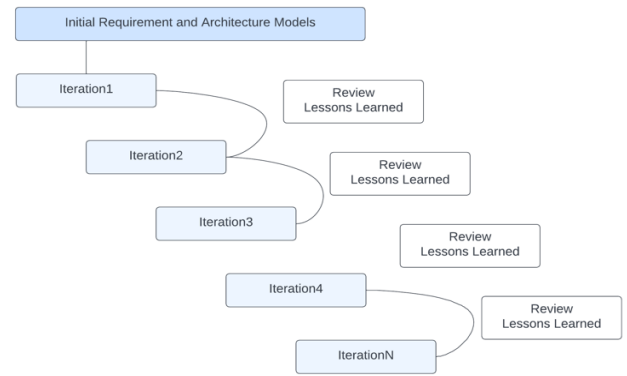 Initial Requirement and Architecture Models
Iteration1
Review
Lessons Learned
Iteration2
Review
Lessons Learned
Iteration3
Review
Lessons Learned
Iteration4
Review
Lessons Learned
IterationN